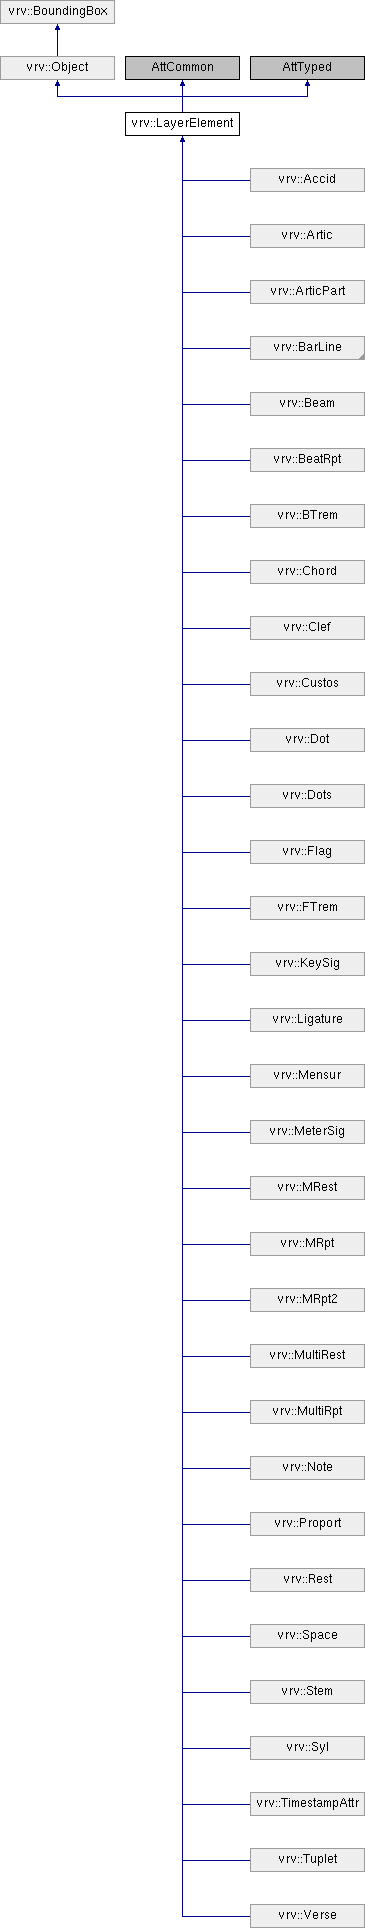 vrv::BoundingBox
vrv::Object AttCommon AttTyped
vrv::LayerElement
vrv::Accid
vrv::Artic
vrv::ArticPart
vrv::BarLine
vrv::Beam
vrv::BeatRpt
vrv::BTrem
vrv::Chord
vrv::Clef
vrv::Custos
vrv::Dot
vrv::Dots
vrv::Flag
vrv::FTrem
vrv::KeySig
vrv::Ligature
vrv::Mensur
vrv::MeterSig
vrv::MRest
vrv::MRpt
vrv::MRpt2
vrv::MultiRest
vrv::MultiRpt
vrv::Note
vrv::Proport
vrv::Rest
vrv::Space
vrv::Stem
vrv::Syl
vrv::TimestampAttr
vrv::Tuplet
vrv::Verse